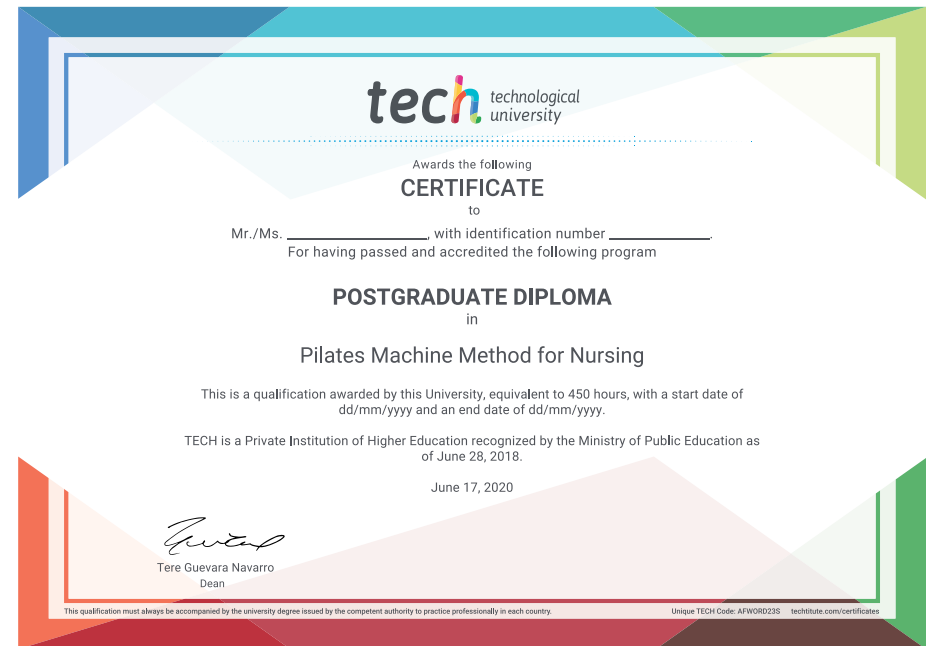 tech technological
university
Awards the following
CERTIFICATE
to
Mr./Ms. ____________________, with identification number ______________.
For having passed and accredited the following program
POSTGRADUATE DIPLOMA
in
Pilates Machine Method for Nursing
This is a qualification awarded by this University, equivalent to 450 hours, with a start date of
dd/mm/yyyy and an end date of dd/mm/yyyy.
TECH is a Private Institution of Higher Education recognized by the Ministry of Public Education as
of June 28, 2018.
June 17, 2020
Tere Guevara Navarro
Dean
This qualification must always be accompanied by the university degree issued by the competent authority to practice professionally in each country.
Unique TECH Code: AFWORD23S techtitute.com/certificates